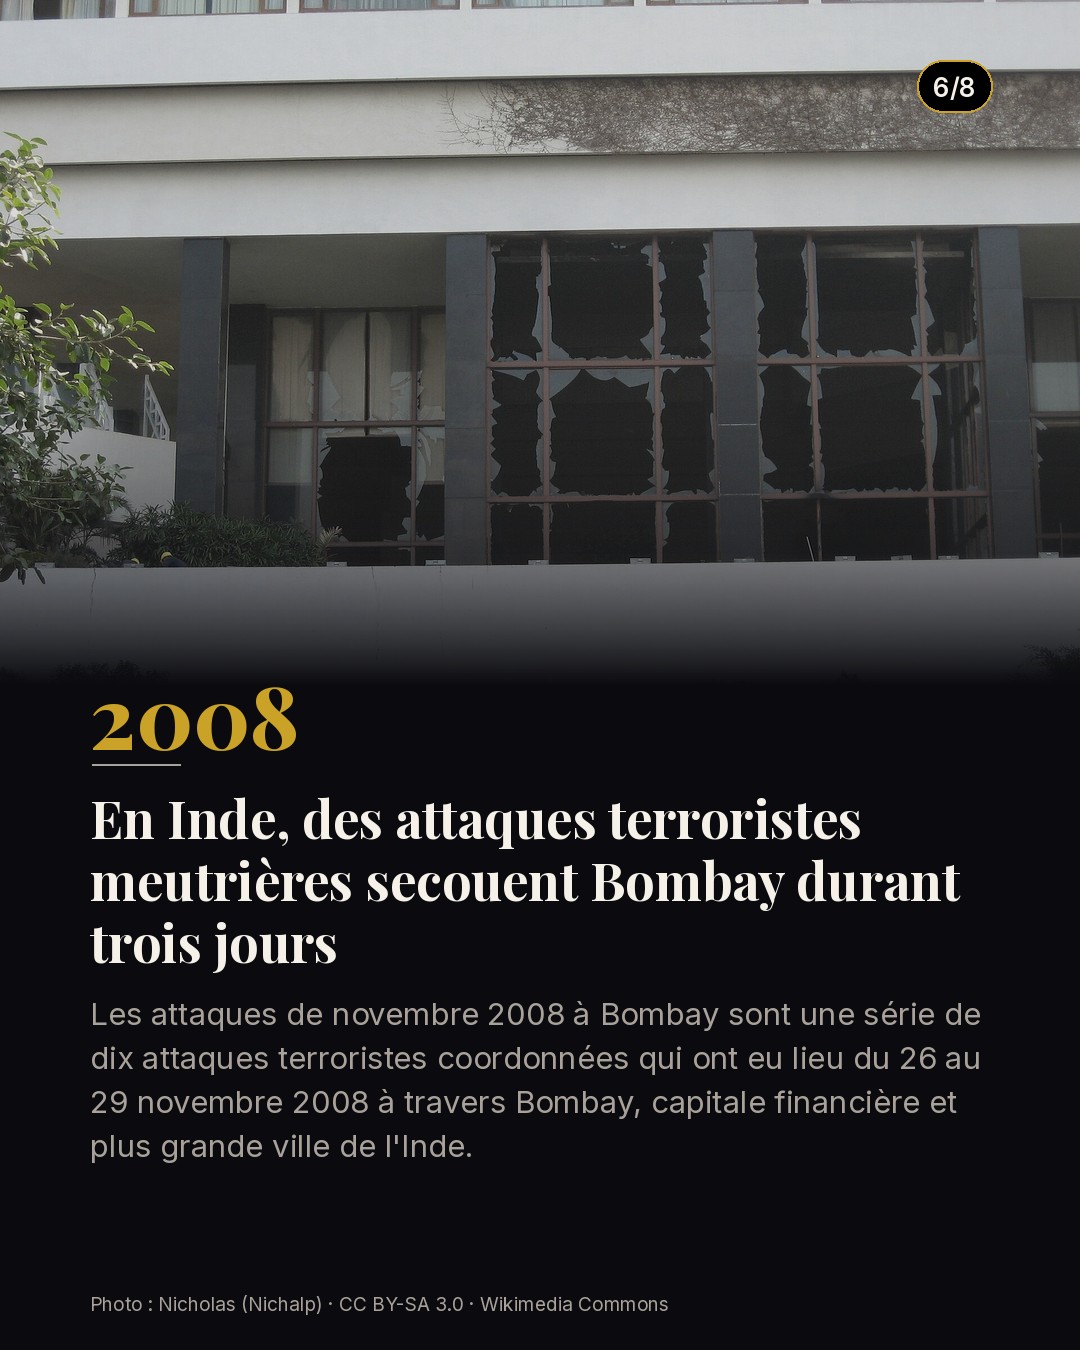 6/8
2008
En Inde, des attaques terroristes
meutrières secouent Bombay durant
trois jours
Les attaques de novembre 2008 à Bombay sont une série de
dix attaques terroristes coordonnées qui ont eu lieu du 26 au
29 novembre 2008 à travers Bombay, capitale financière et
plus grande ville de l'Inde.
Photo : Nicholas (Nichalp) · CC BY-SA 3.0 · Wikimedia Commons